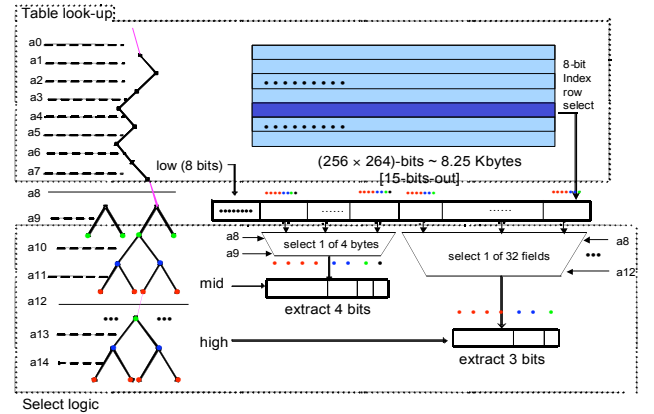 Table look-up
a0
a1
a2
a3
a4
a5
a6
a7
a8
a9
a10
a11
a12
a13
a14
8-bit
Index
row
select
(256 × 264)-bits ~ 8.25 Kbytes
[15-bits-out]
low (8 bits)
a8
a9
select 1 of 4 bytes
select 1 of 32 fields
a8
a12
mid
extract 4 bits
high
extract 3 bits
Select logic